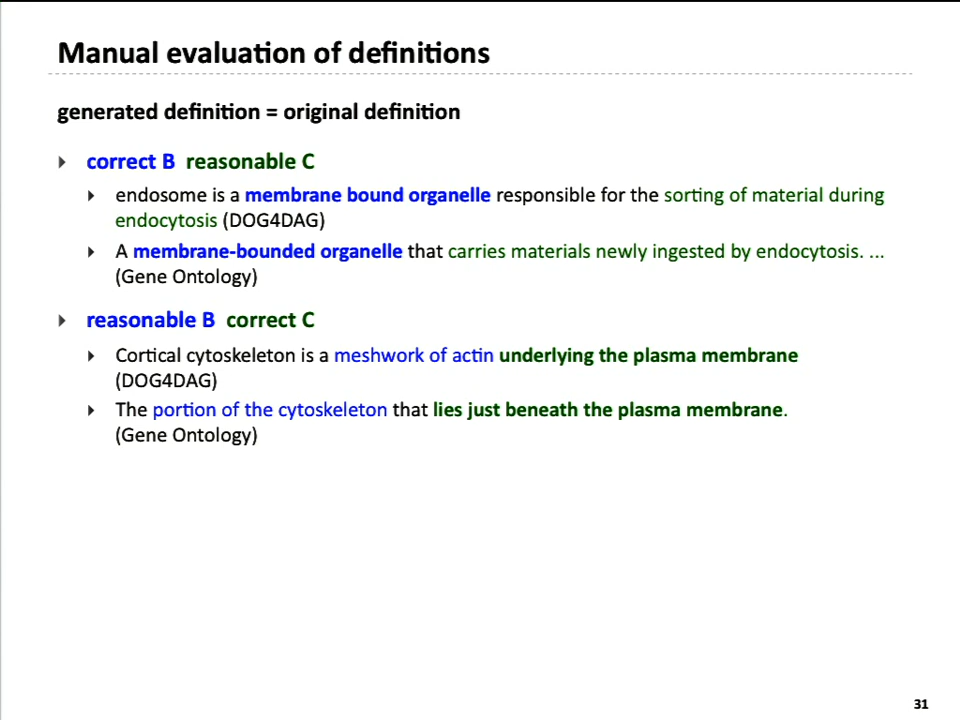 Manual evaluation of definitions
generated definition = original definition
correct B reasonable C
endosome is a membrane bound organelle responsible for the sorting of material during
endocytosis (DOG4DAG)
A membrane-bounded organelle that carries materials newly ingested by endocytosis. ...
(Gene Ontology)
reasonable B correct C
Cortical cytoskeleton is a meshwork of actin underlying the plasma membrane
(DOG4DAG)
The portion of the cytoskeleton that lies just beneath the plasma membrane.
(Gene Ontology)
31